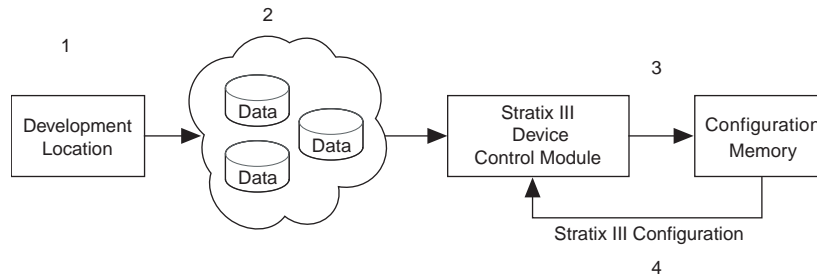 1
2
3
Development
Location
Data
Data
Data
Stratix III
Device
Control Module
Configuration
Memory
Stratix III Configuration
4